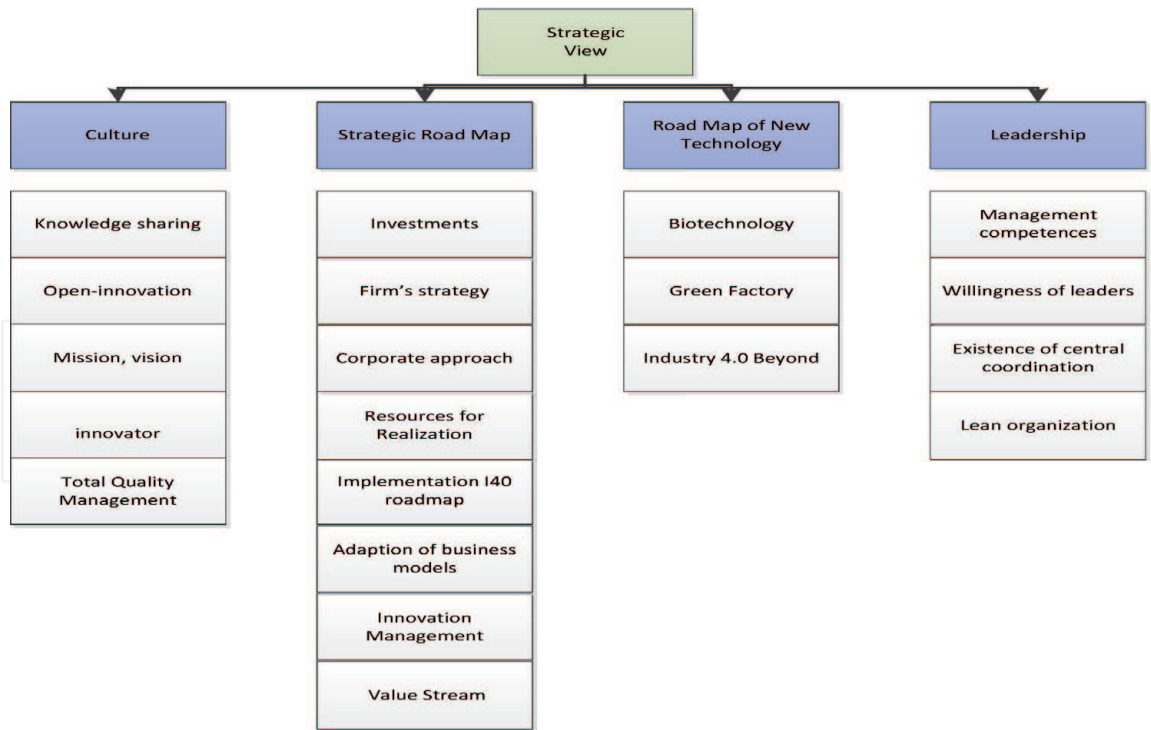 Strategic
View
Culture
Strategic Road Map
Road Map of New
Technology
Leadership
Knowledge sharing
Open-innovation
Mission, vision
innovator
Total Quality
Management
Investments
Firm's strategy
Corporate approach
Resources for
Realization
Implementation I40
roadmap
Adaption of business
models
Innovation
Management
Value Stream
Biotechnology
Green Factory
Industry 4.0 Beyond
Management
competences
Willingness of leaders
Existence of central
coordination
Lean organization